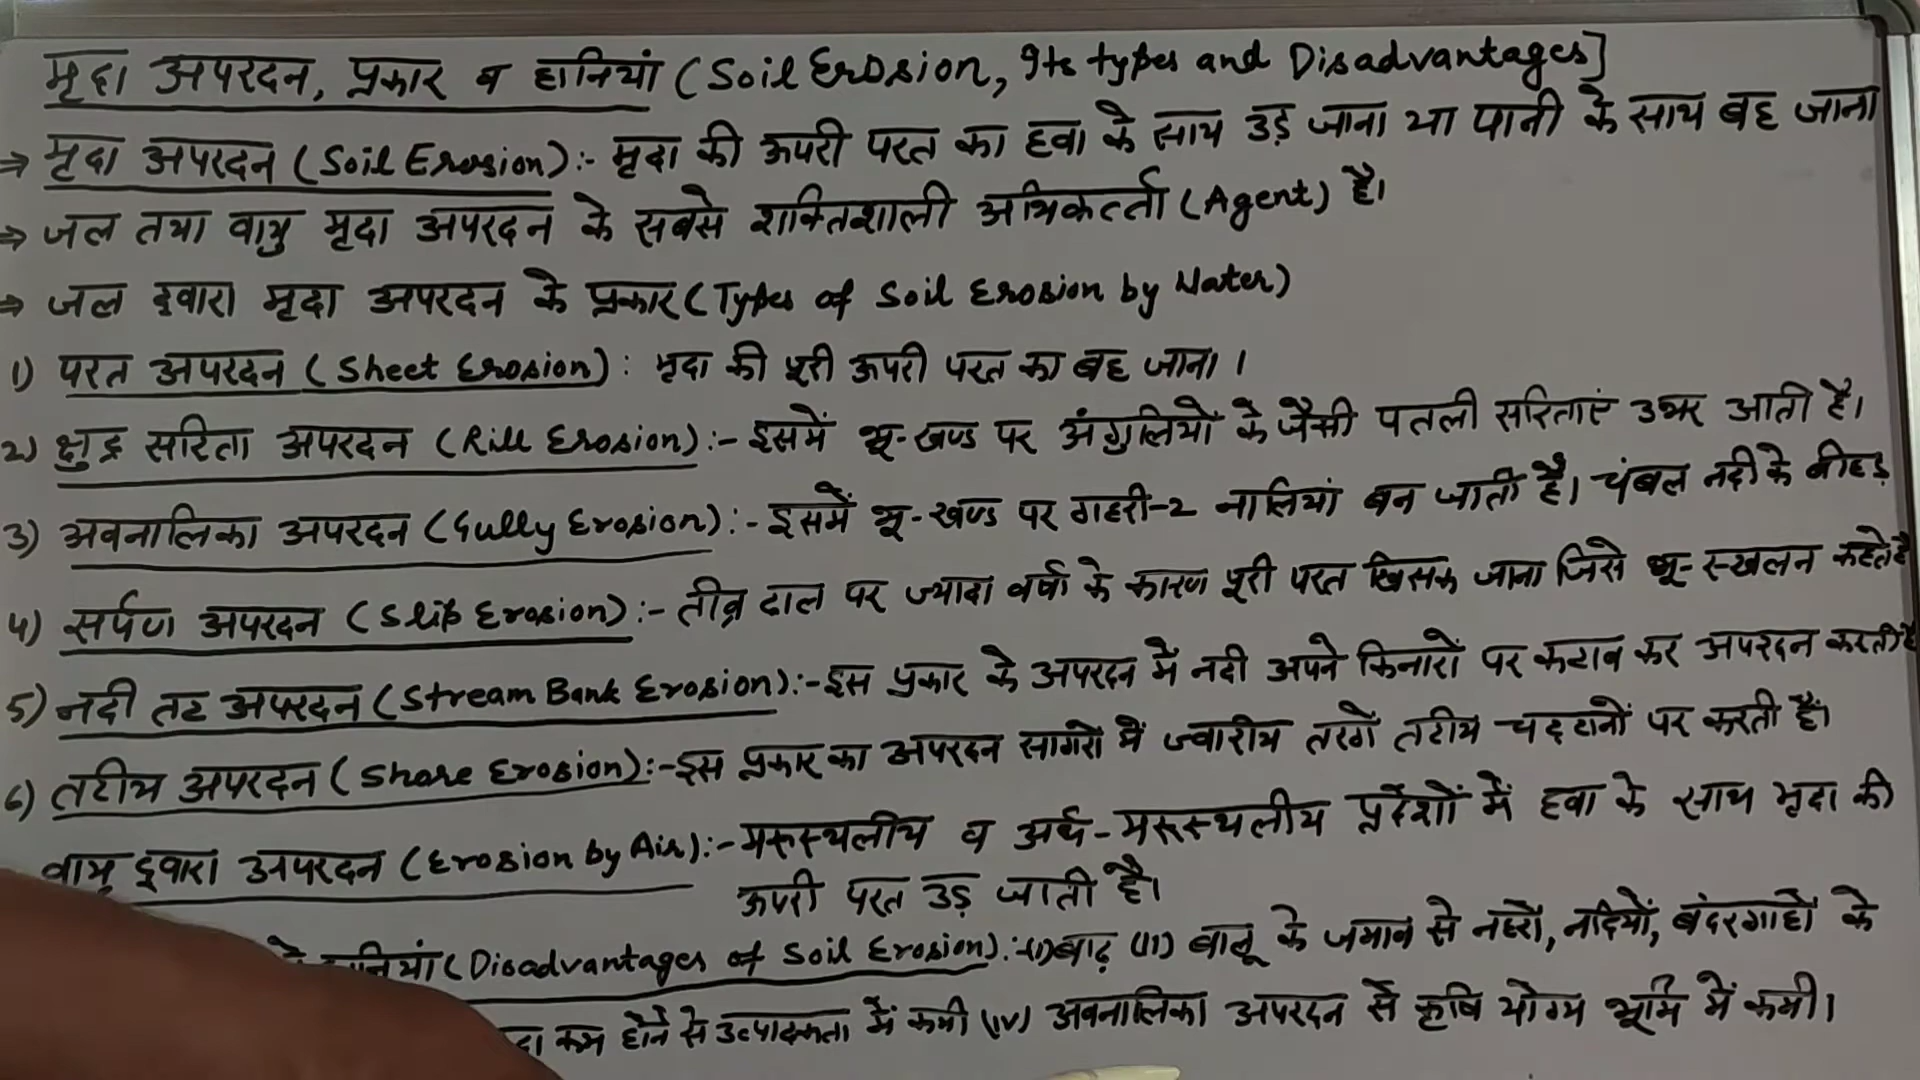 मृदा अपरदन, प्रकार व हानियां (Soil Erosion, Its types and Disadvantages]
⇒ मृदा अपरदन (Soil Erosion):- मृदा की ऊपरी परत का हवा के साथ उड़ जाना या पानी के साथ बह जाना
⇒ जल तथा वायु मृदा अपरदन के सबसे शक्तिशाली अभिकर्त्ता (Agent) है।
⇒ जल द्वारा मृदा अपरदन के प्रकार (Types of Soil Erosion by Water)
1) परत अपरदन (Sheet Erosion): मृदा की पूरी ऊपरी परत का बह जाना।
2) क्षुद्र सरिता अपरदन (Rill Erosion):- इसमें भू-खण्ड पर अंगुलियों के जैसी पतली सरिताएं उभर आती है।
3) अवनालिका अपरदन (Gully Erosion):- इसमें भू-खण्ड पर गहरी-2 नालियां बन जाती है। चंबल नदी के बीहड़
4) सर्पण अपरदन (Slip Erosion):- तीव्र ढाल पर ज्यादा वर्षा के कारण पूरी परत खिसक जाना जिसे भू-स्खलन कहते है
5) नदी तट अपरदन (Stream Bank Erosion):- इस प्रकार के अपरदन में नदी अपने किनारों पर कटाव कर अपरदन करती है
6) तटीय अपरदन (Shore Erosion):- इस प्रकार का अपरदन सागरों में ज्वारीय तरंगें तटीय चट्टानों पर करती हैं।
वायु द्वारा अपरदन (Erosion by Air):- मरुस्थलीय व अर्ध-मरुस्थलीय प्रदेशों में हवा के साथ मृदा की
ऊपरी परत उड़ जाती है।
के हानियां (Disadvantages of Soil Erosion):- (i) बाढ़ (ii) बालू के जमाव से नहरों, नदियों, बंदरगाहों के
कम होने से उत्पादकता में कमी (iv) अवनालिका अपरदन से कृषि योग्य भूमि में कमी।